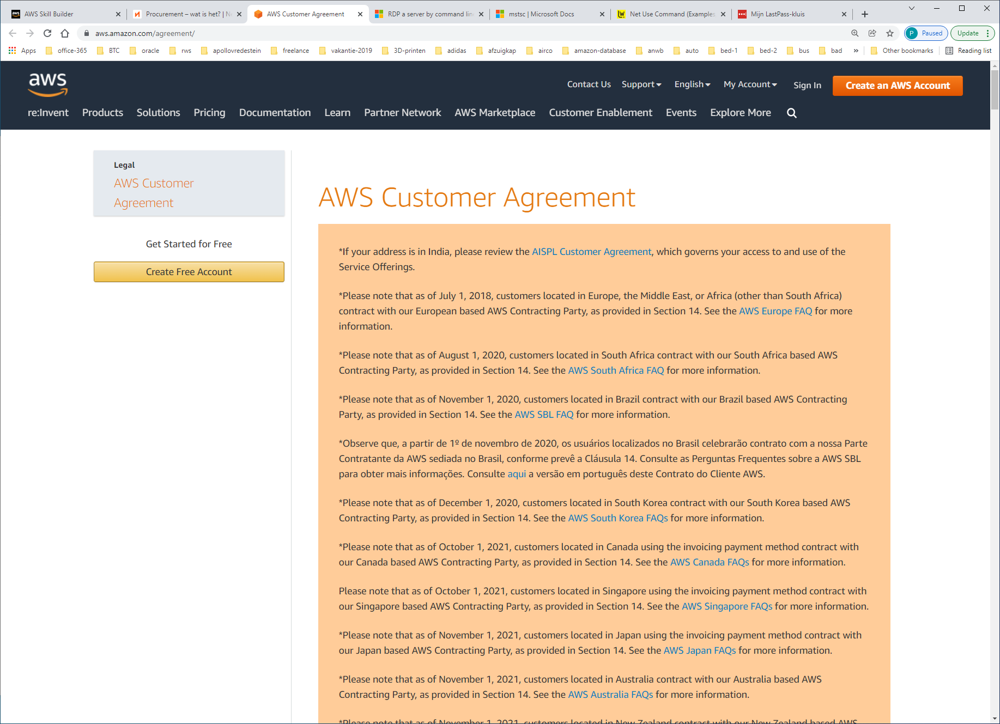 AWS Skill Builder
Procurement – wat is het? | Ne
AWS Customer Agreement
RDP a server by command line
mstsc | Microsoft Docs
Net Use Command (Examples,
Mijn LastPass-kluis
aws.amazon.com/agreement/
P Paused
Update
Apps office-365 BTC oracle rws apollovredestein freelance vakantie-2019 3D-printen adidas afzuigkap airco amazon-database anwb auto bed-1 bed-2 bus bad » Other bookmarks Reading list
aws
Contact Us Support English My Account Sign In Create an AWS Account
re:Invent Products Solutions Pricing Documentation Learn Partner Network AWS Marketplace Customer Enablement Events Explore More
Legal
AWS Customer
Agreement
Get Started for Free
Create Free Account
AWS Customer Agreement
*If your address is in India, please review the AISPL Customer Agreement, which governs your access to and use of the
Service Offerings.
*Please note that as of July 1, 2018, customers located in Europe, the Middle East, or Africa (other than South Africa)
contract with our European based AWS Contracting Party, as provided in Section 14. See the AWS Europe FAQ for more
information.
*Please note that as of August 1, 2020, customers located in South Africa contract with our South Africa based AWS
Contracting Party, as provided in Section 14. See the AWS South Africa FAQ for more information.
*Please note that as of November 1, 2020, customers located in Brazil contract with our Brazil based AWS Contracting
Party, as provided in Section 14. See the AWS SBL FAQ for more information.
*Observe que, a partir de 1º de novembro de 2020, os usuários localizados no Brasil celebrarão contrato com a nossa Parte
Contratante da AWS sediada no Brasil, conforme prevê a Cláusula 14. Consulte as Perguntas Frequentes sobre a AWS SBL
para obter mais informações. Consulte aqui a versão em português deste Contrato do Cliente AWS.
*Please note that as of December 1, 2020, customers located in South Korea contract with our South Korea based AWS
Contracting Party, as provided in Section 14. See the AWS South Korea FAQs for more information.
*Please note that as of October 1, 2021, customers located in Canada using the invoicing payment method contract with
our Canada based AWS Contracting Party, as provided in Section 14. See the AWS Canada FAQs for more information.
Please note that as of October 1, 2021, customers located in Singapore using the invoicing payment method contract with
our Singapore based AWS Contracting Party, as provided in Section 14. See the AWS Singapore FAQs for more information.
*Please note that as of November 1, 2021, customers located in Japan using the invoicing payment method contract with
our Japan based AWS Contracting Party, as provided in Section 14. See the AWS Japan FAQs for more information.
*Please note that as of November 1, 2021, customers located in Australia contract with our Australia based AWS
Contracting Party, as provided in Section 14. See the AWS Australia FAQs for more information.
*Please note that as of November 1, 2021, customers located in New Zealand contract with our New Zealand based AWS